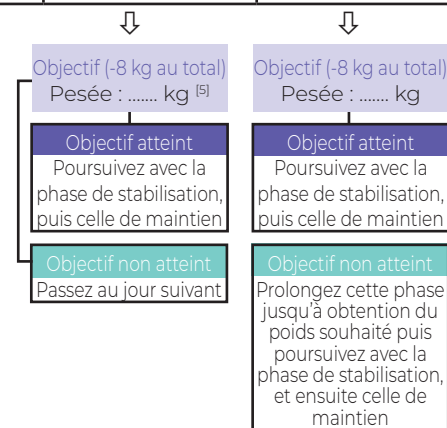 Objectif (-8 kg au total)
Pesée : ....... kg [5]
Objectif atteint
Poursuivez avec la
phase de stabilisation,
puis celle de maintien
Objectif non atteint
Passez au jour suivant
Objectif (-8 kg au total)
Pesée : ....... kg
Objectif atteint
Poursuivez avec la
phase de stabilisation,
puis celle de maintien
Objectif non atteint
Prolongez cette phase
jusqu'à obtention du
poids souhaité puis
poursuivez avec la
phase de stabilisation,
et ensuite celle de
maintien